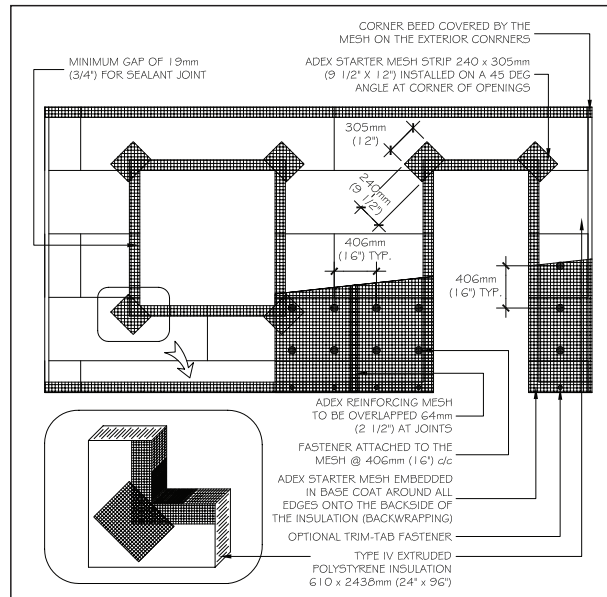 CORNER BEED COVERED BY THE
MESH ON THE EXTERIOR CONRNERS
MINIMUM GAP OF 19mm
(3/4") FOR SEALANT JOINT
ADEX STARTER MESH STRIP 240 x 305mm
(9 1/2" X 12") INSTALLED ON A 45 DEG
ANGLE AT CORNER OF OPENINGS
305mm
(12")
240mm
(9 1/2")
406mm
(16") TYP.
406mm
(16") TYP.
ADEX REINFORCING MESH
TO BE OVERLAPPED 64mm
(2 1/2") AT JOINTS
FASTENER ATTACHED TO THE
MESH @ 406mm (16") c/c
ADEX STARTER MESH EMBEDDED
IN BASE COAT AROUND ALL
EDGES ONTO THE BACKSIDE OF
THE INSULATION (BACKWRAPPING)
OPTIONAL TRIM-TAB FASTENER
TYPE IV EXTRUDED
POLYSTYRENE INSULATION
610 x 2438mm (24" x 96")